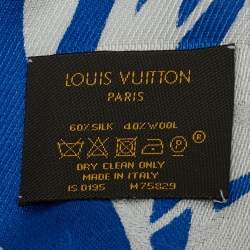 LOUIS VUITTON
PARIS
60% SILK 40% WOOL
DRY CLEAN ONLY
MADE IN ITALY
IS 0195 M75829